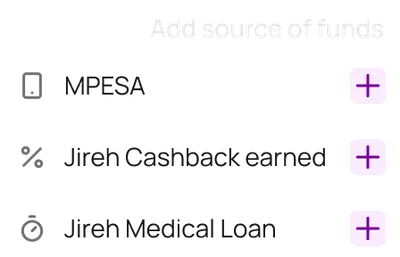 Add source of funds
MPESA
Jireh Cashback earned
Jireh Medical Loan